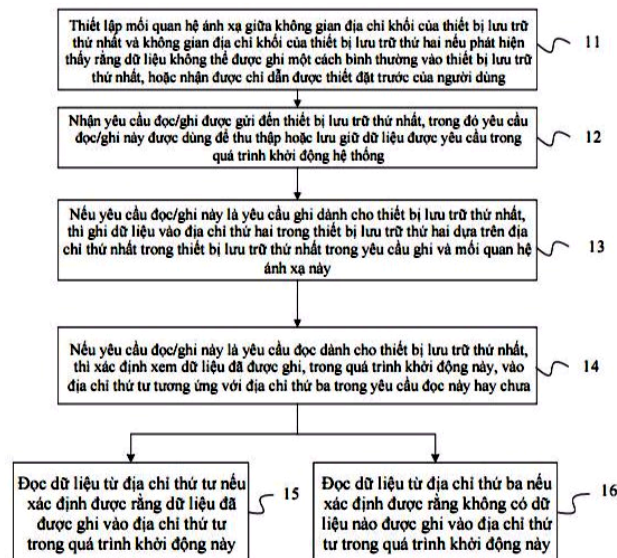 Thiết lập mối quan hệ ánh xạ giữa không gian địa chỉ khối của thiết bị lưu trữ
thứ nhất và không gian địa chỉ khối của thiết bị lưu trữ thứ hai nếu phát hiện
thấy rằng dữ liệu không thể được ghi một cách bình thường vào thiết bị lưu trữ
thứ nhất, hoặc nhận được chỉ dẫn được thiết đặt trước của người dùng
11
Nhận yêu cầu đọc/ghi được gửi đến thiết bị lưu trữ thứ nhất, trong đó yêu cầu
đọc/ghi này được dùng để thu thập hoặc lưu giữ dữ liệu được yêu cầu trong
quá trình khởi động hệ thống
12
Nếu yêu cầu đọc/ghi này là yêu cầu ghi dành cho thiết bị lưu trữ thứ nhất,
thì ghi dữ liệu vào địa chỉ thứ hai trong thiết bị lưu trữ thứ hai dựa trên địa
chỉ thứ nhất trong thiết bị lưu trữ thứ nhất trong yêu cầu ghi và mối quan hệ
ánh xạ này
13
Nếu yêu cầu đọc/ghi này là yêu cầu đọc dành cho thiết bị lưu trữ thứ nhất,
thì xác định xem dữ liệu đã được ghi, trong quá trình khởi động này, vào
địa chỉ thứ tư tương ứng với địa chỉ thứ ba trong yêu cầu đọc này hay chưa
14
Đọc dữ liệu từ địa chỉ thứ tư nếu
xác định được rằng dữ liệu đã
được ghi vào địa chỉ thứ tư
trong quá trình khởi động này
15
Đọc dữ liệu từ địa chỉ thứ ba nếu
xác định được rằng không có dữ
liệu nào được ghi vào địa chỉ thứ
tư trong quá trình khởi động này
16